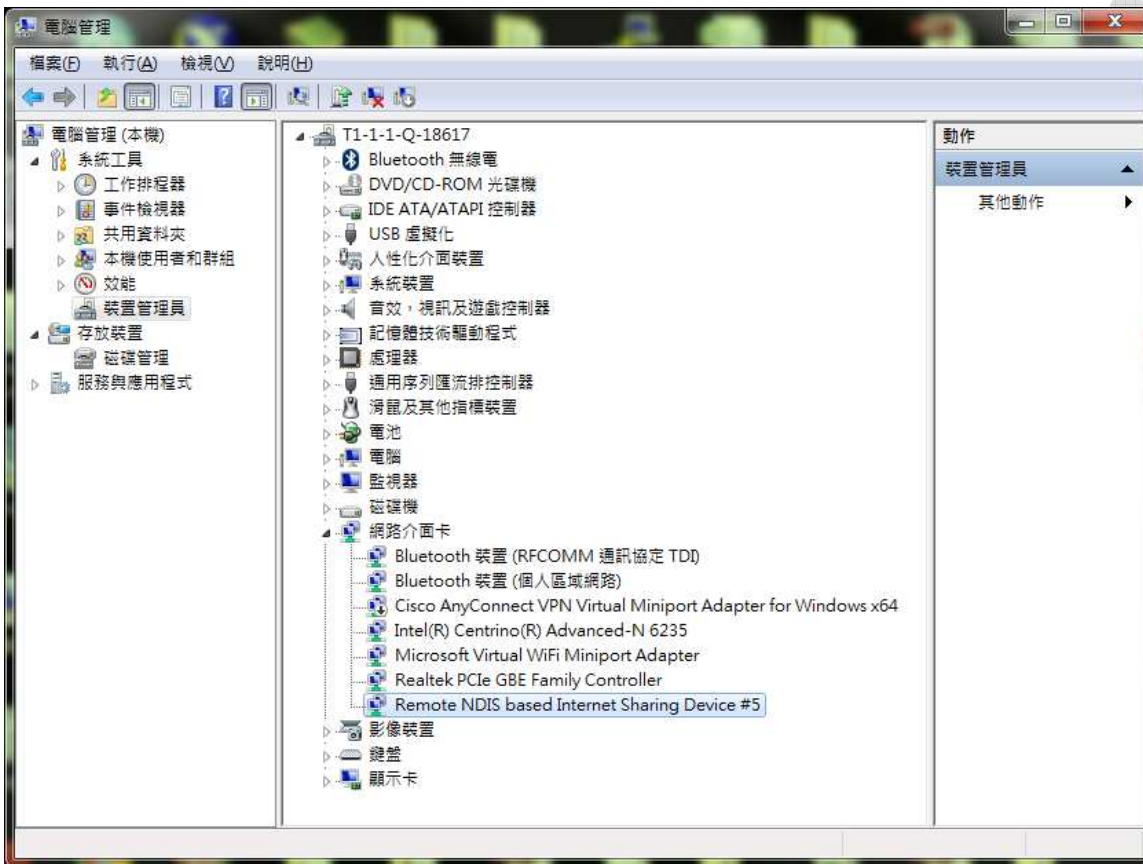 電腦管理
檔案(F) 執行(A) 檢視(V) 說明(H)
電腦管理 (本機)
系統工具
工作排程器
事件檢視器
共用資料夾
本機使用者和群組
效能
裝置管理員
存放裝置
磁碟管理
服務與應用程式
T1-1-1-Q-18617
Bluetooth 無線電
DVD/CD-ROM 光碟機
IDE ATA/ATAPI 控制器
USB 虛擬化
人性化介面裝置
系統裝置
音效，視訊及遊戲控制器
記憶體技術驅動程式
處理器
通用序列匯流排控制器
滑鼠及其他指標裝置
電池
電腦
監視器
磁碟機
網路介面卡
Bluetooth 裝置 (RFCOMM 通訊協定 TDI)
Bluetooth 裝置 (個人區域網路)
Cisco AnyConnect VPN Virtual Miniport Adapter for Windows x64
Intel(R) Centrino(R) Advanced-N 6235
Microsoft Virtual WiFi Miniport Adapter
Realtek PCIe GBE Family Controller
Remote NDIS based Internet Sharing Device #5
影像裝置
鍵盤
顯示卡
動作
裝置管理員
其他動作